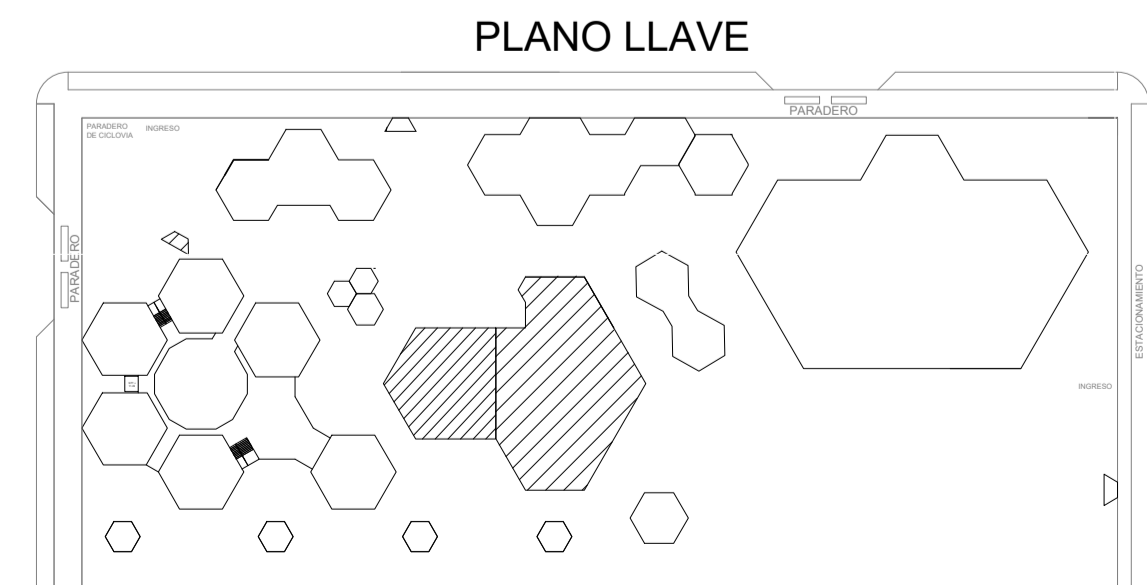 PLANO LLAVE
PARADERO
PARADERO
DE CICLOVIA
INGRESO
PARADERO
ESTACIONAMIENTO
INGRESO